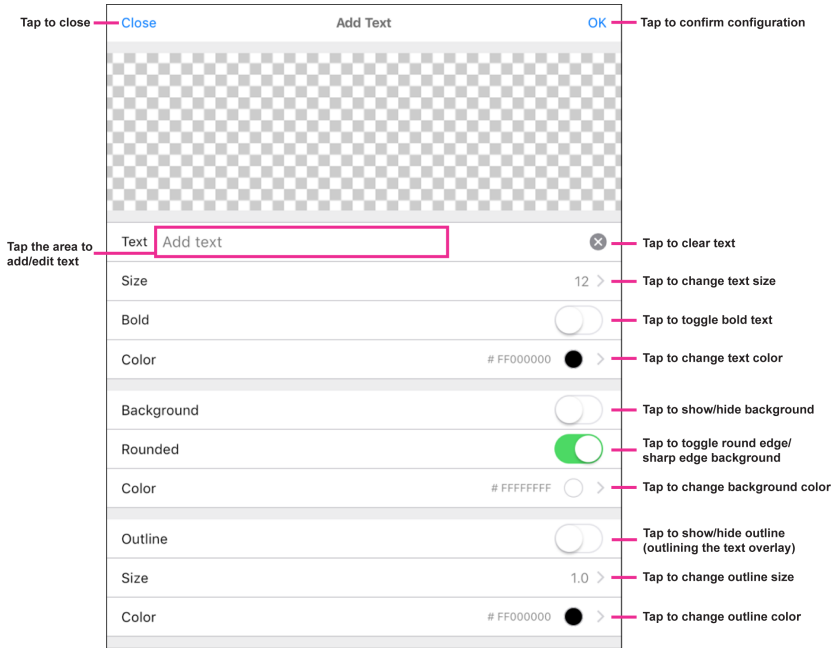 Tap to close Close Add Text OK Tap to confirm configuration
Tap the area to
add/edit text
Text Add text Tap to clear text
Size 12 Tap to change text size
Bold Tap to toggle bold text
Color # FF000000 Tap to change text color
Background Tap to show/hide background
Rounded Tap to toggle round edge/
sharp edge background
Color # FFFFFFFF Tap to change background color
Outline Tap to show/hide outline
(outlining the text overlay)
Size 1.0 Tap to change outline size
Color # FF000000 Tap to change outline color